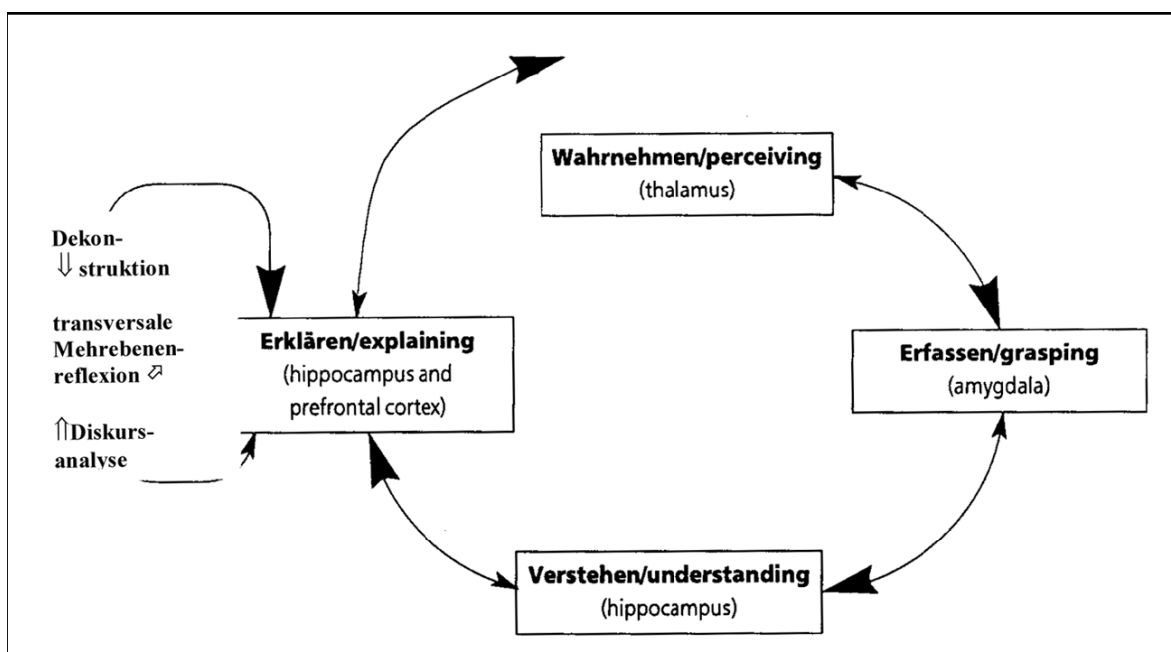 Wahrnehmen/perceiving
(thalamus)
Dekon-
⇓ struktion
transversale
Mehrebenen-
reflexion ⬀
⇑Diskurs-
analyse
Erklären/explaining
(hippocampus and
prefrontal cortex)
Erfassen/grasping
(amygdala)
Verstehen/understanding
(hippocampus)